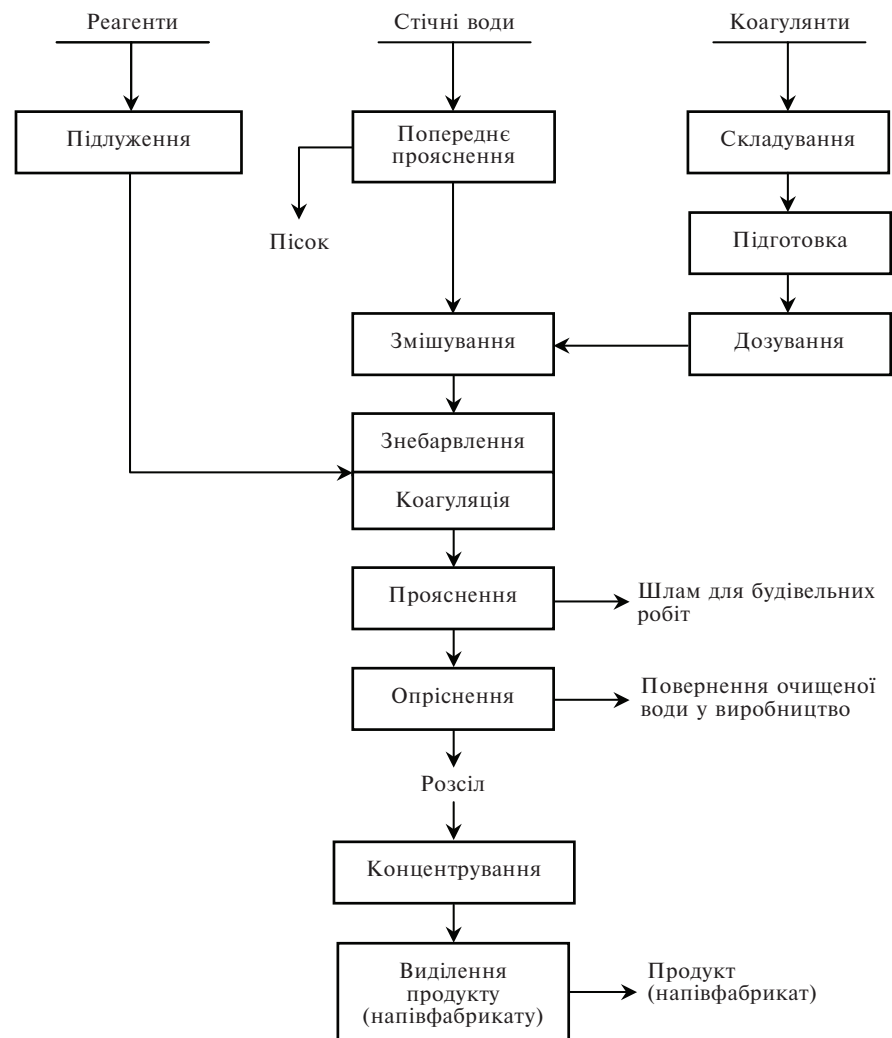 Реагенти
Стічні води
Коагулянти
Підлуження
Попереднє
прояснення
Складування
Пісок
Підготовка
Змішування
Дозування
Знебарвлення
Коагуляція
Прояснення
Шлам для будівельних
робіт
Опріснення
Повернення очищеної
води у виробництво
Розсіл
Концентрування
Виділення
продукту
(напівфабрикату)
Продукт
(напівфабрикат)